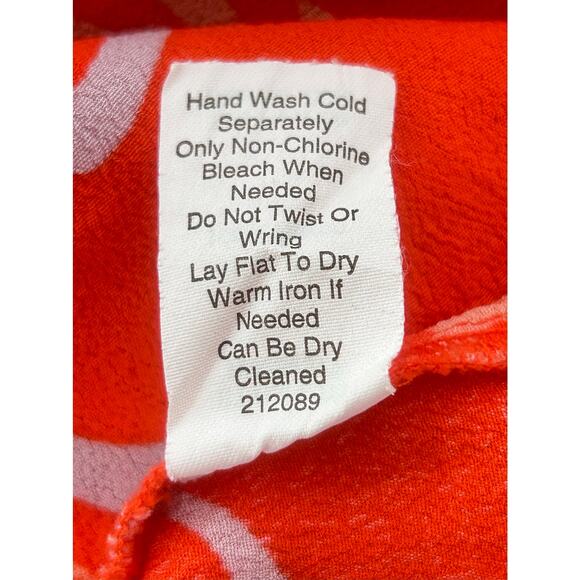 Hand Wash Cold
Separately
Only Non-Chlorine
Bleach When
Needed
Do Not Twist Or
Wring
Lay Flat To Dry
Warm Iron If
Needed
Can Be Dry
Cleaned
212089